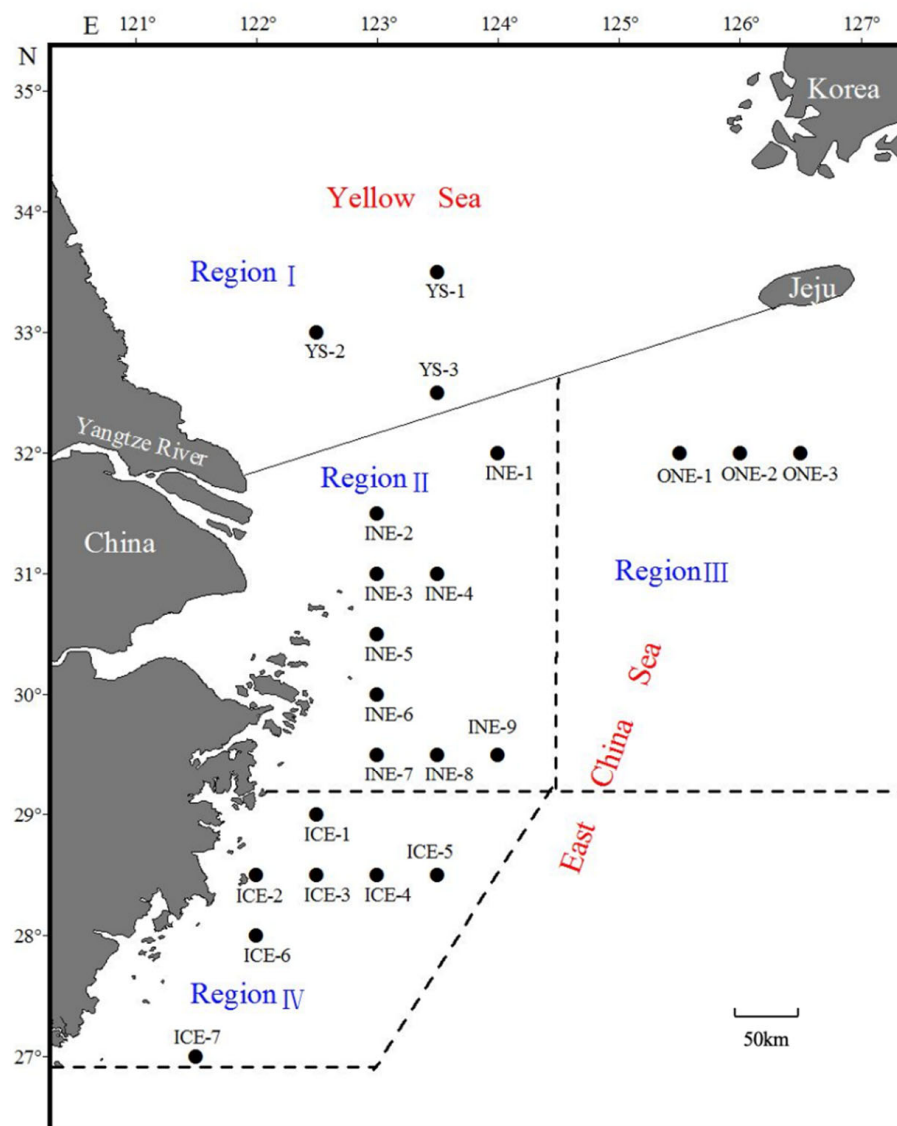 E 121° 122° 123° 124° 125° 126° 127°
N
35°
Korea
34°
Yellow Sea
Region Ⅰ
YS-1
Jeju
33°
YS-2
YS-3
32°
Yangtze River
INE-1
ONE-1 ONE-2 ONE-3
Region Ⅱ
INE-2
China
31°
INE-3 INE-4
Region Ⅲ
INE-5
30°
INE-6
INE-9
INE-7 INE-8
East China Sea
29°
ICE-1
ICE-5
ICE-2 ICE-3 ICE-4
28°
ICE-6
Region Ⅳ
ICE-7
50km
27°